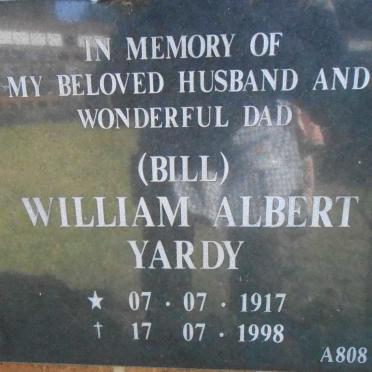 IN MEMORY OF
MY BELOVED HUSBAND AND
WONDERFUL DAD
(BILL)
WILLIAM ALBERT
YARDY
★ 07 · 07 · 1917
† 17 07 · 1998
A808